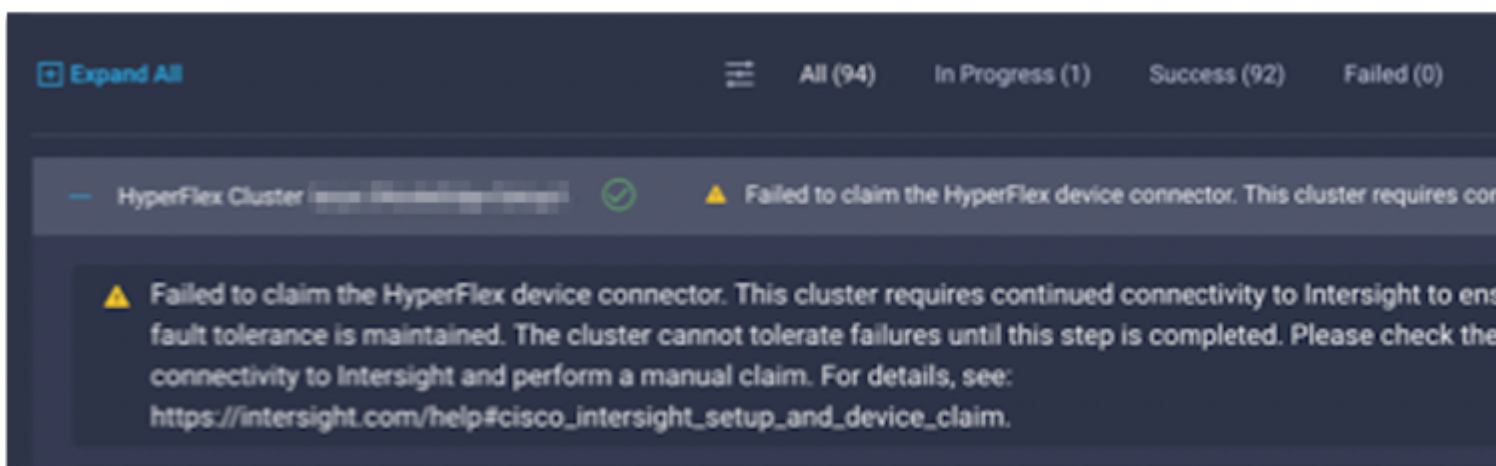 Expand All
All (94) In Progress (1) Success (92) Failed (0)
HyperFlex Cluster
Failed to claim the HyperFlex device connector. This cluster requires
Failed to claim the HyperFlex device connector. This cluster requires continued connectivity to Intersight to
fault tolerance is maintained. The cluster cannot tolerate failures until this step is completed. Please check the
connectivity to Intersight and perform a manual claim. For details, see:
https://intersight.com/help#cisco_intersight_setup_and_device_claim.